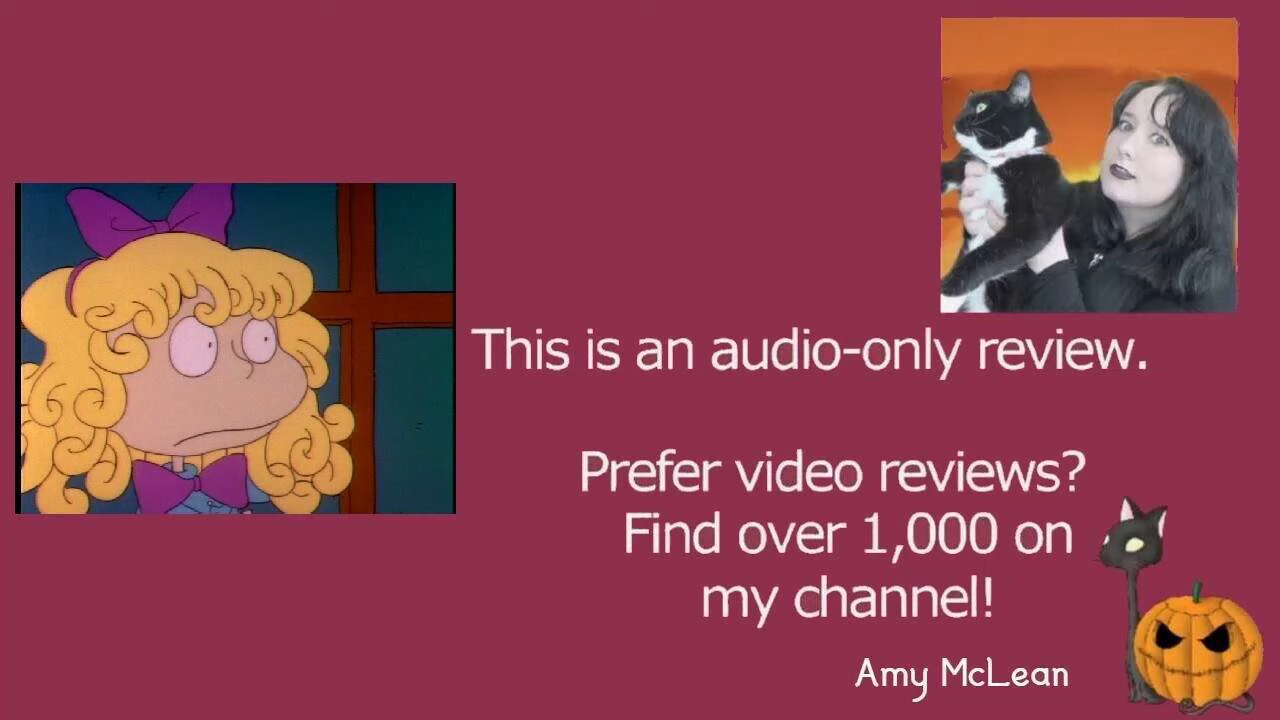 This is an audio-only review.
Prefer video reviews?
Find over 1,000 on
my channel!
Amy McLean